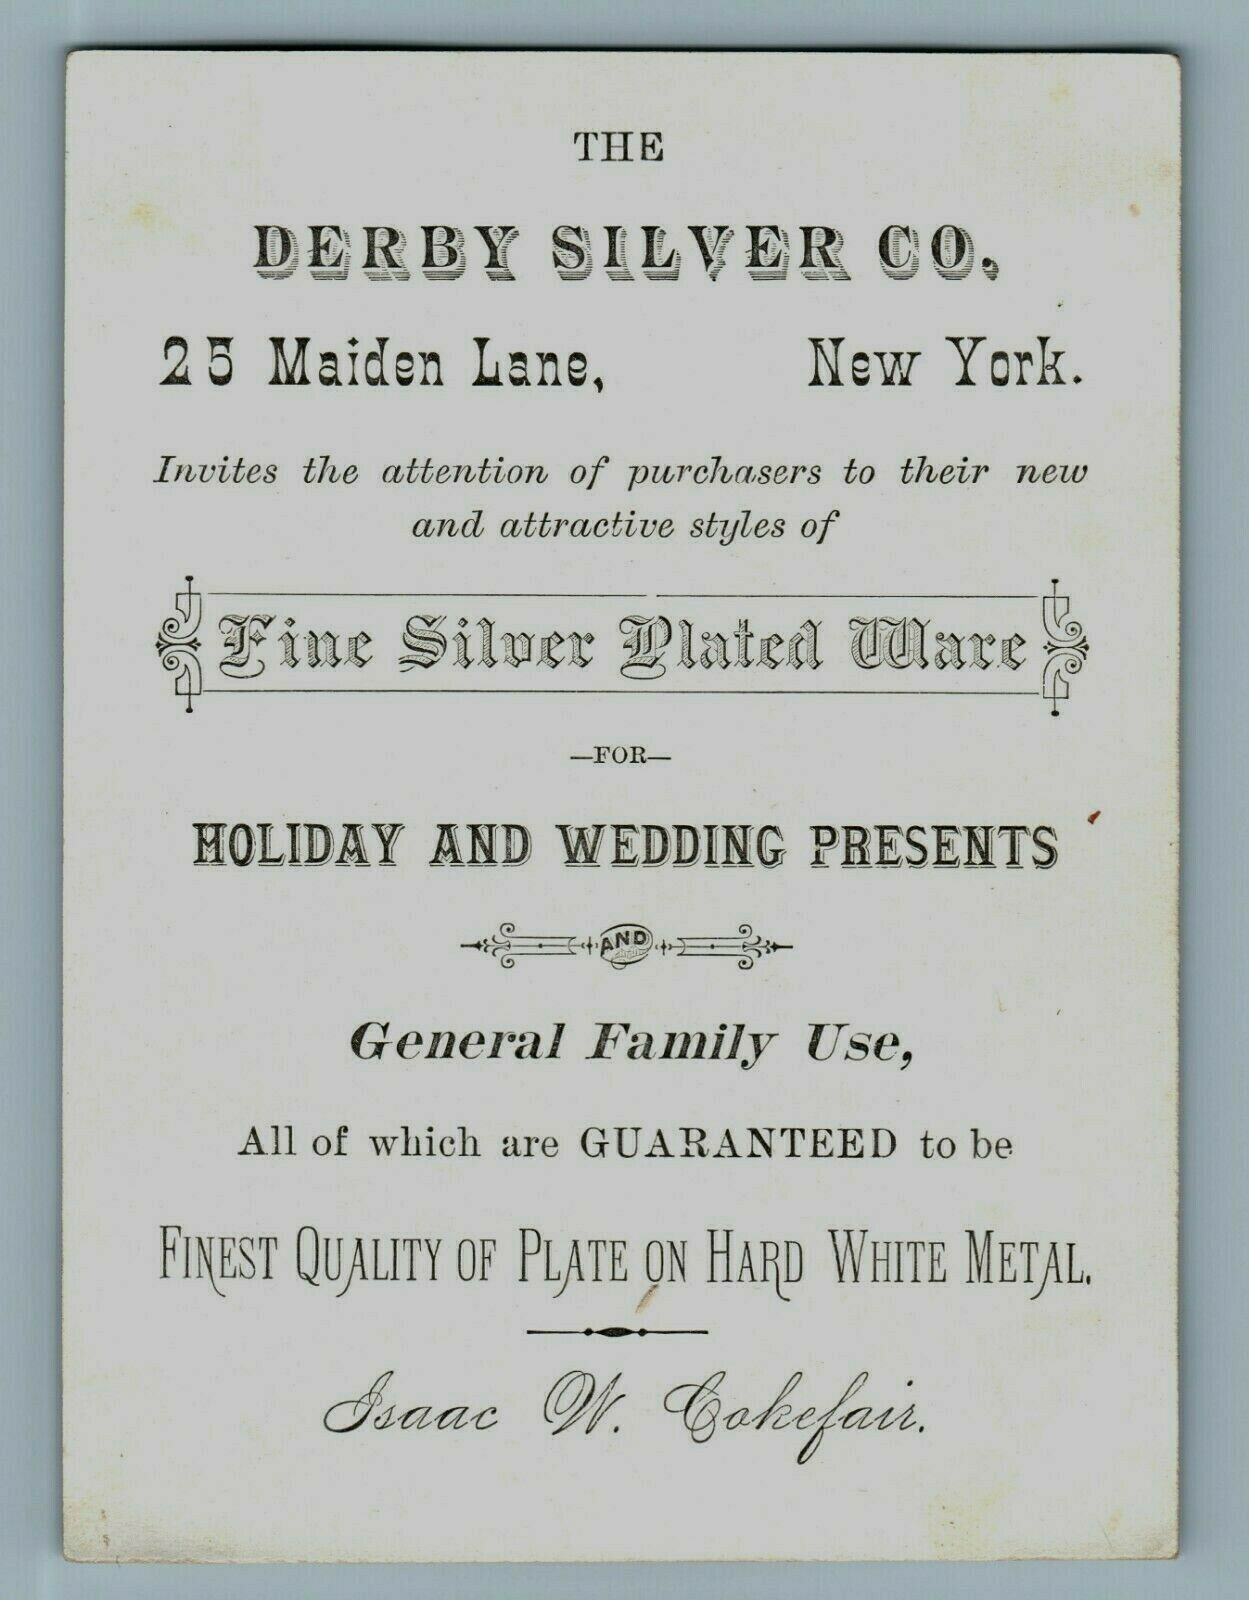 THE
DERBY SILVER CO.
25 Maiden Lane, New York.
Invites the attention of purchasers to their new
and attractive styles of
Fine Silver Plated Ware
—FOR—
HOLIDAY AND WEDDING PRESENTS
AND
General Family Use,
All of which are GUARANTEED to be
FINEST QUALITY OF PLATE ON HARD WHITE METAL.
Isaac W. Cokefair.